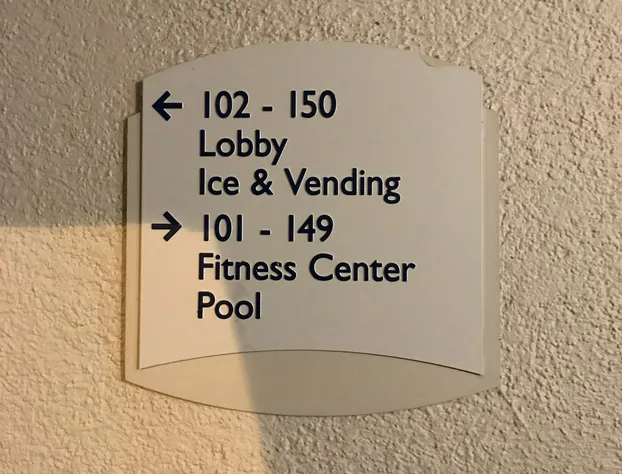 ← 102 - 150
Lobby
Ice & Vending
→ 101 - 149
Fitness Center
Pool